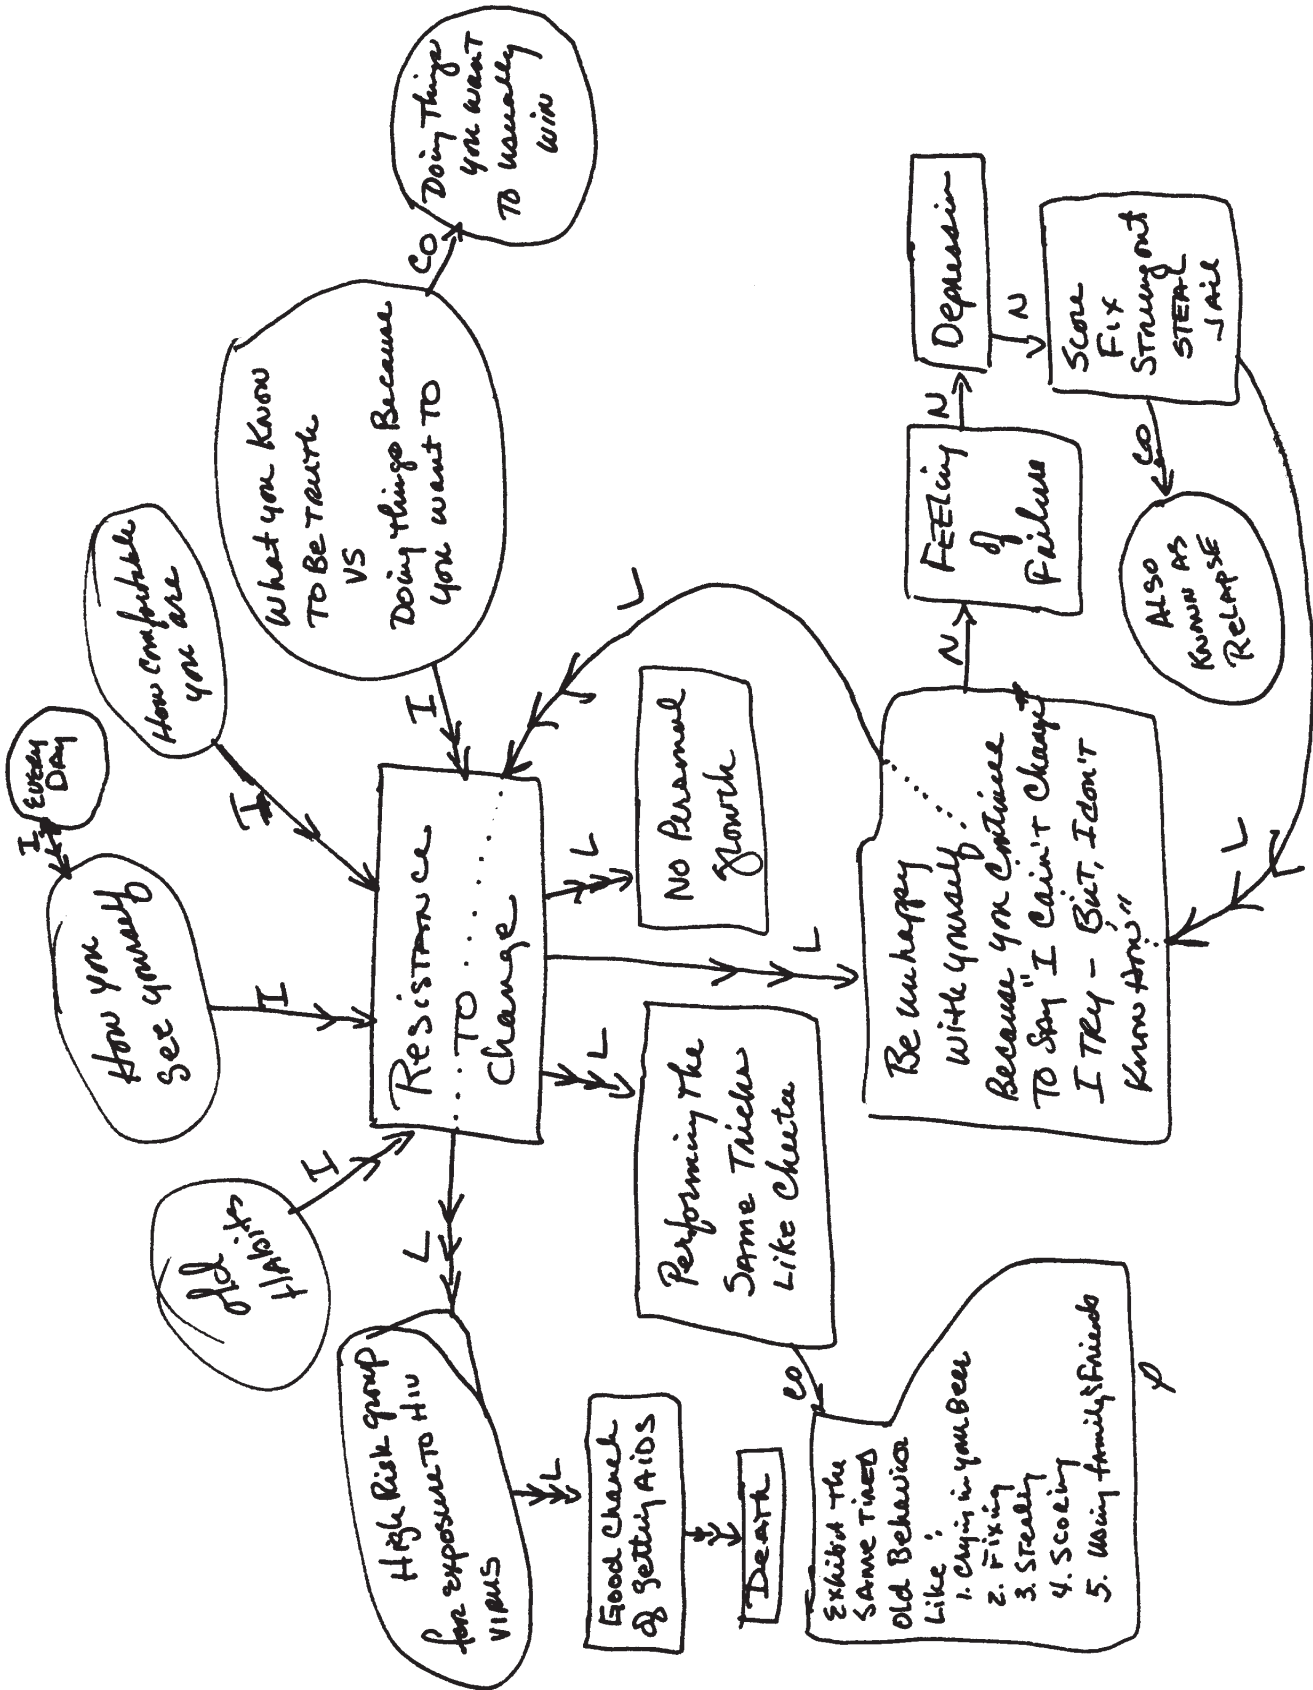 I
EVERY
DAY
How you
See yourself
I
How comfortable
you are
I
What you Know
TO BE TRUTH
VS
Doing things Because
you want TO
CO
Doing Things
you want
TO usually
win
I
Old
HABits
I
Resistance
TO
Change
L
High Risk group
for exposure TO HIV
VIRUS
L
Good Chance
of getting AIDS
Death
L
Performing The
SAME Tricks
Like Cheeta
CO
Exhibit the
SAME TIRED
Old Behavior
Like:
1. Crying in your Beer
2. Fixing
3. Stealing
4. Scoring
5. Using family & Friends
L
No Personal
growth
L
Be unhappy
with yourself
Because you Continue
TO SAY "I Cain't Change
I TRY - BUT, I don't
Know How"
L
N
FEELing
of
Failure
N
Depression
N
Score
Fix
Strung out
STEAL
JAIL
CO
ALSO
KNOWN AS
RELAPSE
L